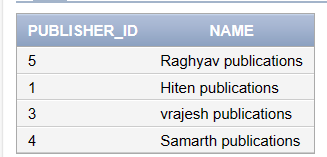 PUBLISHER_ID NAME
5 Raghyav publications
1 Hiten publications
3 vrajesh publications
4 Samarth publications